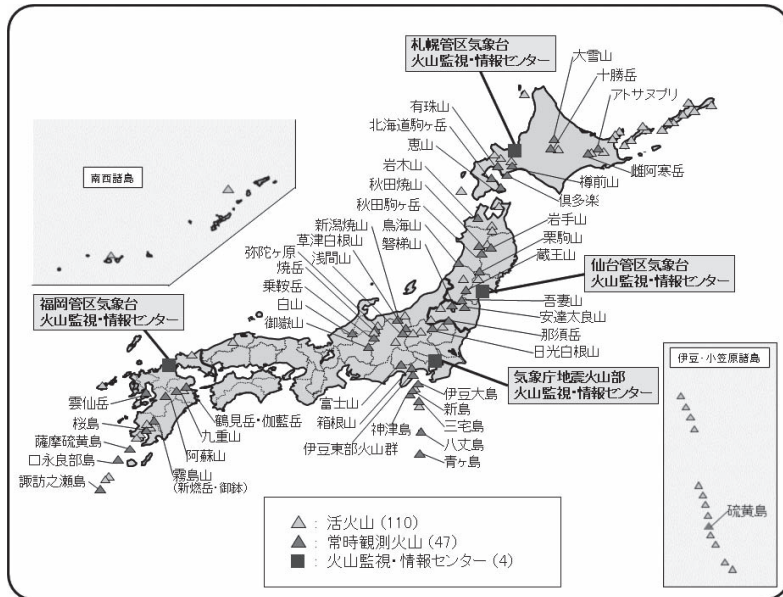 札幌管区気象台
火山監視・情報センター
大雪山
十勝岳
アトサヌプリ
有珠山
北海道駒ヶ岳
恵山
岩木山
秋田焼山
秋田駒ヶ岳
鳥海山
磐梯山
雌阿寒岳
樽前山
倶多楽
岩手山
栗駒山
蔵王山
南西諸島
新潟焼山
草津白根山
浅間山
弥陀ヶ原
焼岳
乗鞍岳
白山
御嶽山
仙台管区気象台
火山監視・情報センター
吾妻山
安達太良山
那須岳
日光白根山
福岡管区気象台
火山監視・情報センター
気象庁地震火山部
火山監視・情報センター
伊豆・小笠原諸島
硫黄島
雲仙岳
桜島
薩摩硫黄島
口永良部島
諏訪之瀬島
鶴見岳・伽藍岳
九重山
阿蘇山
霧島山
(新燃岳・御鉢)
富士山
箱根山
伊豆東部火山群
伊豆大島
新島
神津島
三宅島
八丈島
青ヶ島
: 活火山 (110)
: 常時観測火山 (47)
: 火山監視・情報センター (4)